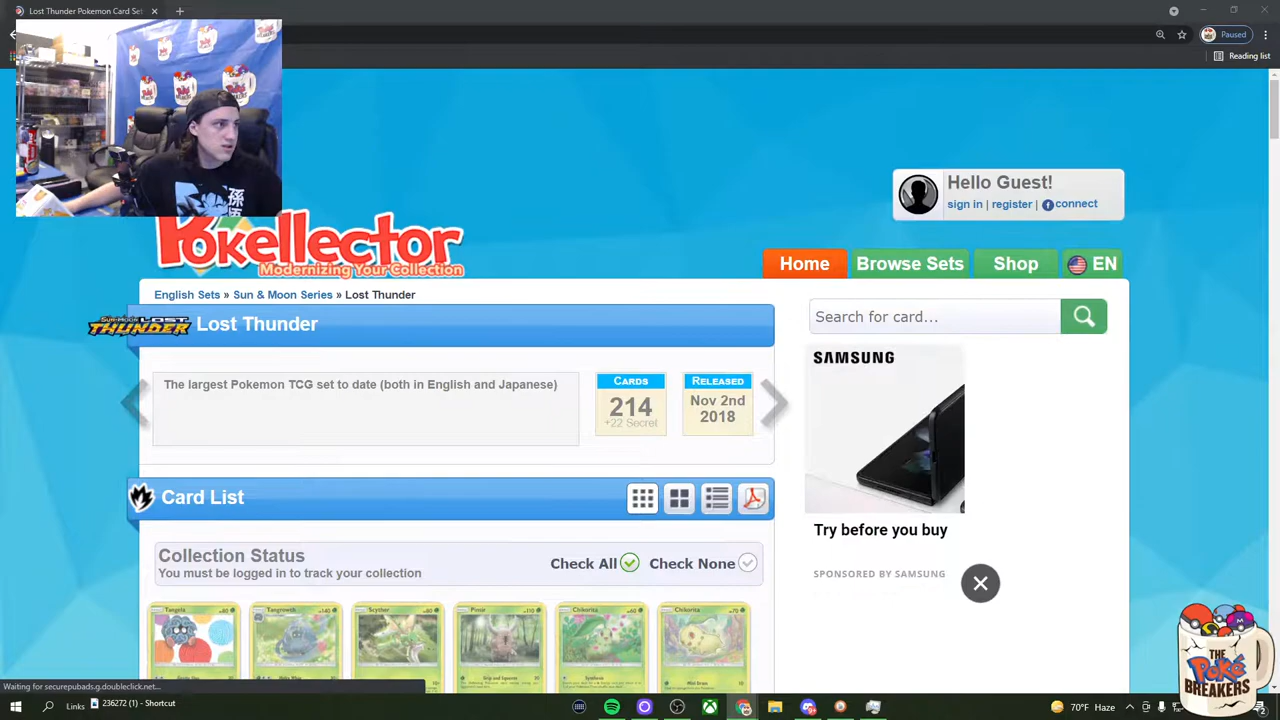 Lost Thunder Pokemon Card Set
Paused
Reading list
Hello Guest!
sign in | register | connect
Pokellector
Modernizing Your Collection
Home
Browse Sets
Shop
EN
English Sets » Sun & Moon Series » Lost Thunder
SUN & MOON LOST THUNDER
Lost Thunder
Search for card...
The largest Pokemon TCG set to date (both in English and Japanese)
CARDS
214
+22 Secret
RELEASED
Nov 2nd
2018
SAMSUNG
Try before you buy
SPONSORED BY SAMSUNG
Card List
Collection Status
You must be logged in to track your collection
Check All
Check None
Tangela
Tangrowth
Scyther
Pinsir
Chikorita
Chikorita
Waiting for securepubads.g.doubleclick.net...
Links
236272 (1) - Shortcut
70°F Haze
THE
POKÉ
BREAKERS